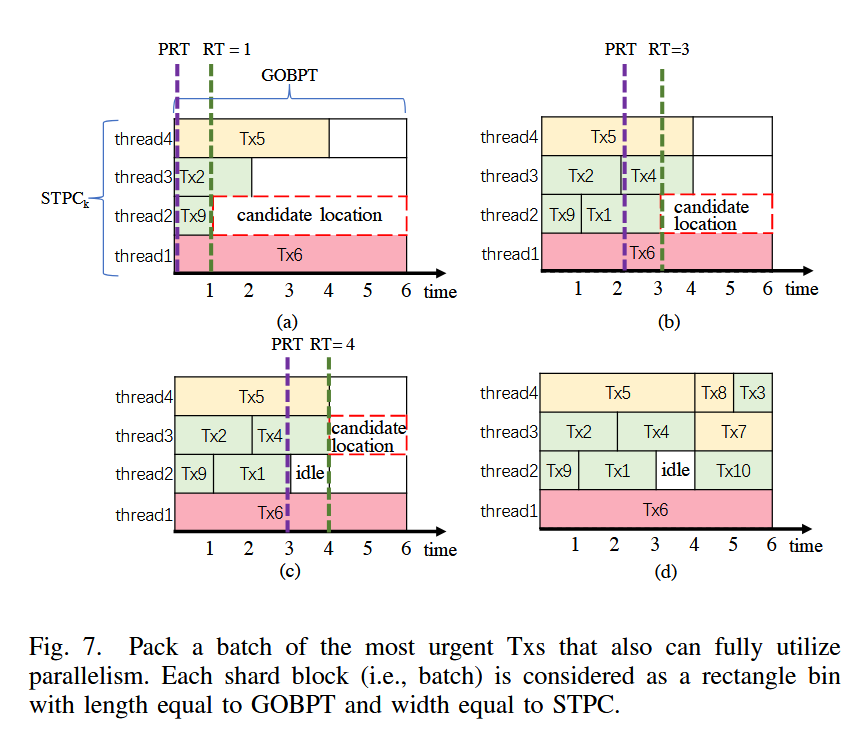 PRT RT = 1
GOBPT
STPCk
thread4 Tx5
thread3 Tx2
thread2 Tx9 candidate location
thread1 Tx6
1 2 3 4 5 6 time
(a)
PRT RT=3
thread4 Tx5
thread3 Tx2 Tx4
thread2 Tx9 Tx1 candidate
location
thread1 Tx6
1 2 3 4 5 6 time
(b)
PRT RT= 4
thread4 Tx5
thread3 Tx2 Tx4 candidate
location
thread2 Tx9 Tx1 idle
thread1 Tx6
1 2 3 4 5 6 time
(c)
thread4 Tx5 Tx8 Tx3
thread3 Tx2 Tx4 Tx7
thread2 Tx9 Tx1 idle Tx10
thread1 Tx6
1 2 3 4 5 6 time
(d)
Fig. 7. Pack a batch of the most urgent Txs that also can fully utilize
parallelism. Each shard block (i.e., batch) is considered as a rectangle bin
with length equal to GOBPT and width equal to STPC.